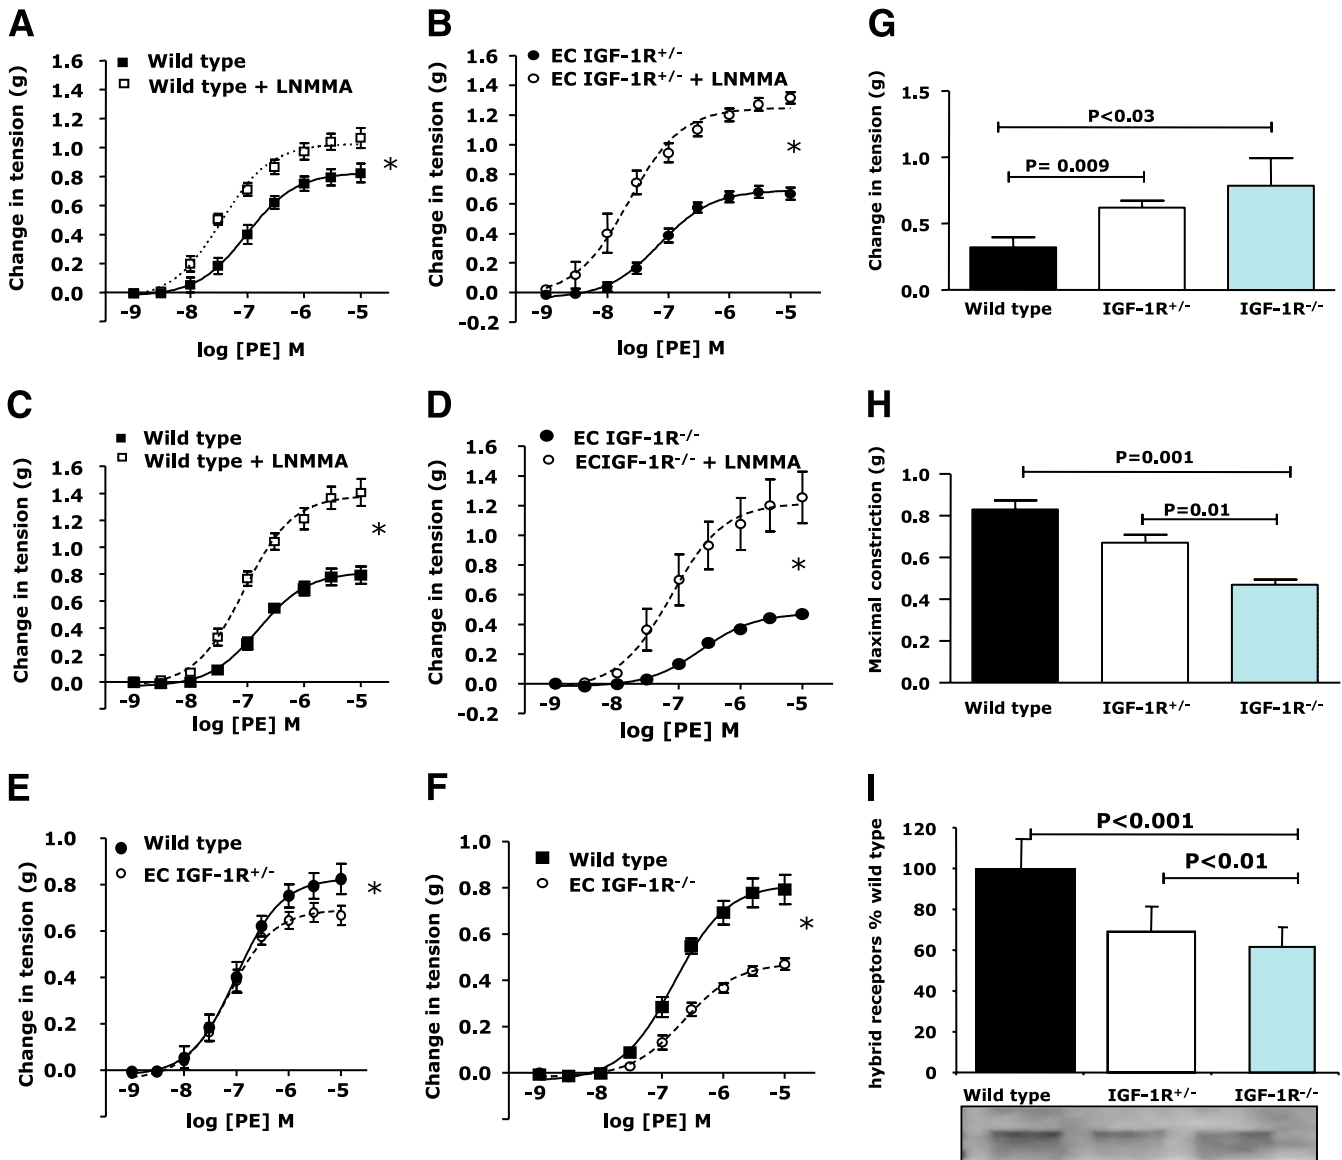 A
Wild type
Wild type + LNMMA
Change in tension (g)
1.6
1.4
1.2
1.0
0.8
0.6
0.4
0.2
0.0
*
-9 -8 -7 -6 -5
log [PE] M
B
EC IGF-1R+/-
EC IGF-1R+/- + LNMMA
Change in tension (g)
1.6
1.4
1.2
1.0
0.8
0.6
0.4
0.2
0.0
-0.2
*
-9 -8 -7 -6 -5
log [PE] M
G
Change in tension (g)
1.5
1.0
0.5
0.0
P<0.03
P= 0.009
Wild type IGF-1R+/- IGF-1R-/-
C
Wild type
Wild type + LNMMA
Change in tension (g)
1.6
1.4
1.2
1.0
0.8
0.6
0.4
0.2
0.0
*
-9 -8 -7 -6 -5
log [PE] M
D
EC IGF-1R-/-
ECIGF-1R-/- + LNMMA
Change in tension (g)
1.6
1.4
1.2
1.0
0.8
0.6
0.4
0.2
0.0
-0.2
*
-9 -8 -7 -6 -5
log [PE] M
H
Maximal constriction (g)
1.0
0.8
0.6
0.4
0.2
0.0
P=0.001
P=0.01
Wild type IGF-1R+/- IGF-1R-/-
E
Wild type
EC IGF-1R+/-
Change in tension (g)
1.0
0.8
0.6
0.4
0.2
0.0
*
-9 -8 -7 -6 -5
log [PE] M
F
Wild type
EC IGF-1R-/-
Change in tension (g)
1.0
0.8
0.6
0.4
0.2
0.0
*
-9 -8 -7 -6 -5
log [PE] M
I
hybrid receptors % wild type
120
100
80
60
40
20
0
P<0.001
P<0.01
Wild type IGF-1R+/- IGF-1R-/-